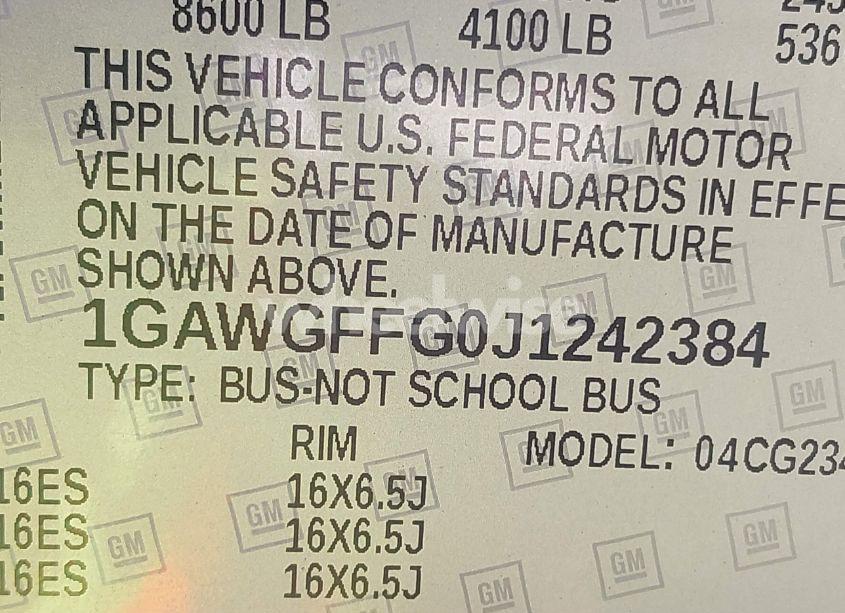 8600 LB 4100 LB
536
THIS VEHICLE CONFORMS TO ALL
APPLICABLE U.S. FEDERAL MOTOR
VEHICLE SAFETY STANDARDS IN EFFE
ON THE DATE OF MANUFACTURE
SHOWN ABOVE.
1GAWGFFG0J1242384
TYPE: BUS-NOT SCHOOL BUS
RIM MODEL: 04CG234
16ES 16X6.5J
16ES 16X6.5J
16ES 16X6.5J
GM